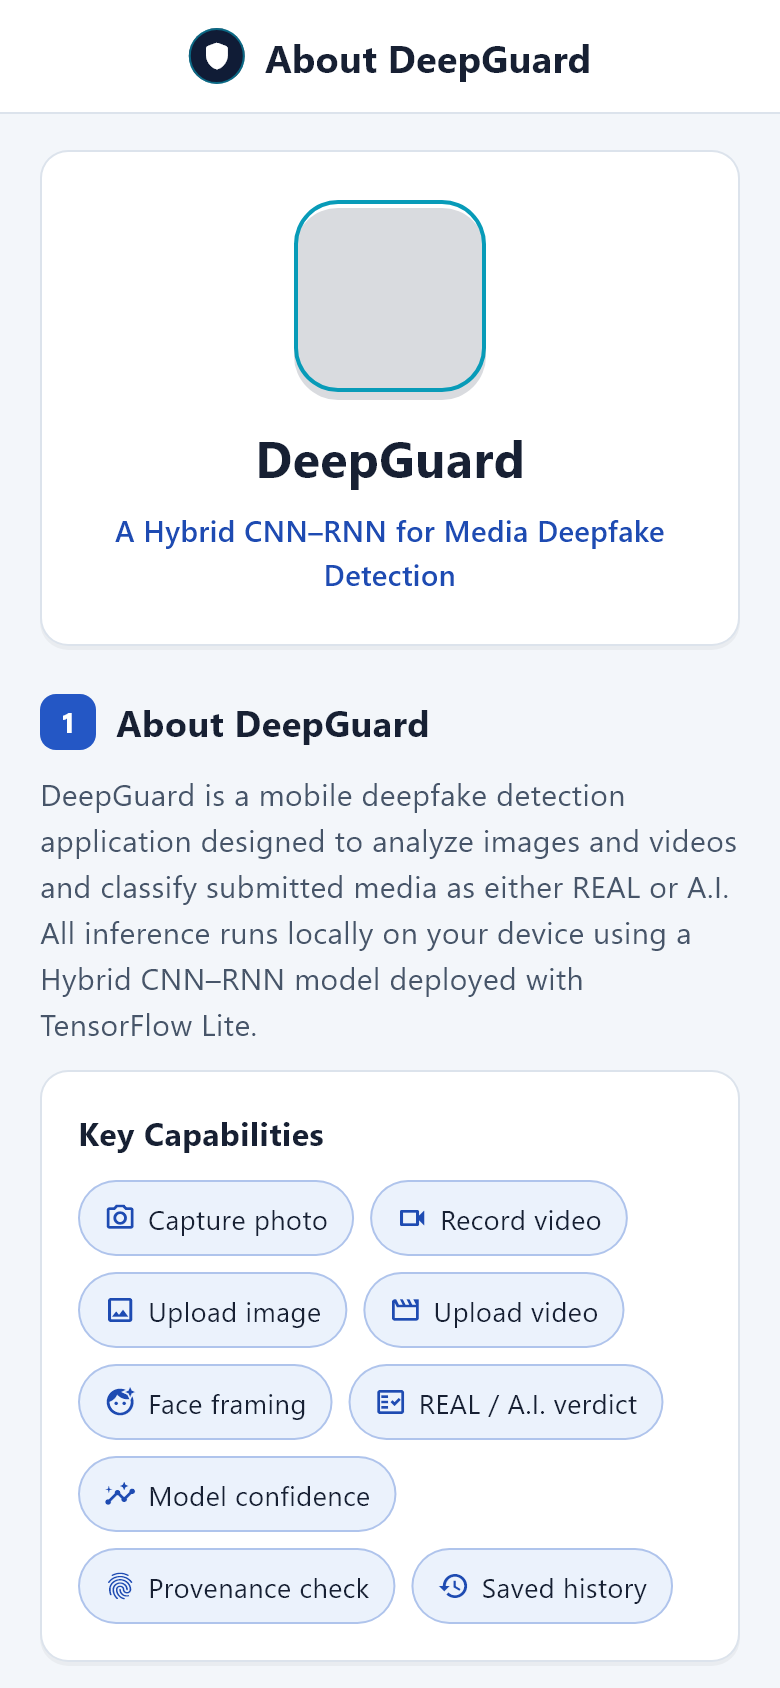 About DeepGuard
DeepGuard
A Hybrid CNN–RNN for Media Deepfake
Detection
1 About DeepGuard
DeepGuard is a mobile deepfake detection
application designed to analyze images and videos
and classify submitted media as either REAL or A.I.
All inference runs locally on your device using a
Hybrid CNN–RNN model deployed with
TensorFlow Lite.
Key Capabilities
Capture photo Record video
Upload image Upload video
Face framing REAL / A.I. verdict
Model confidence
Provenance check Saved history